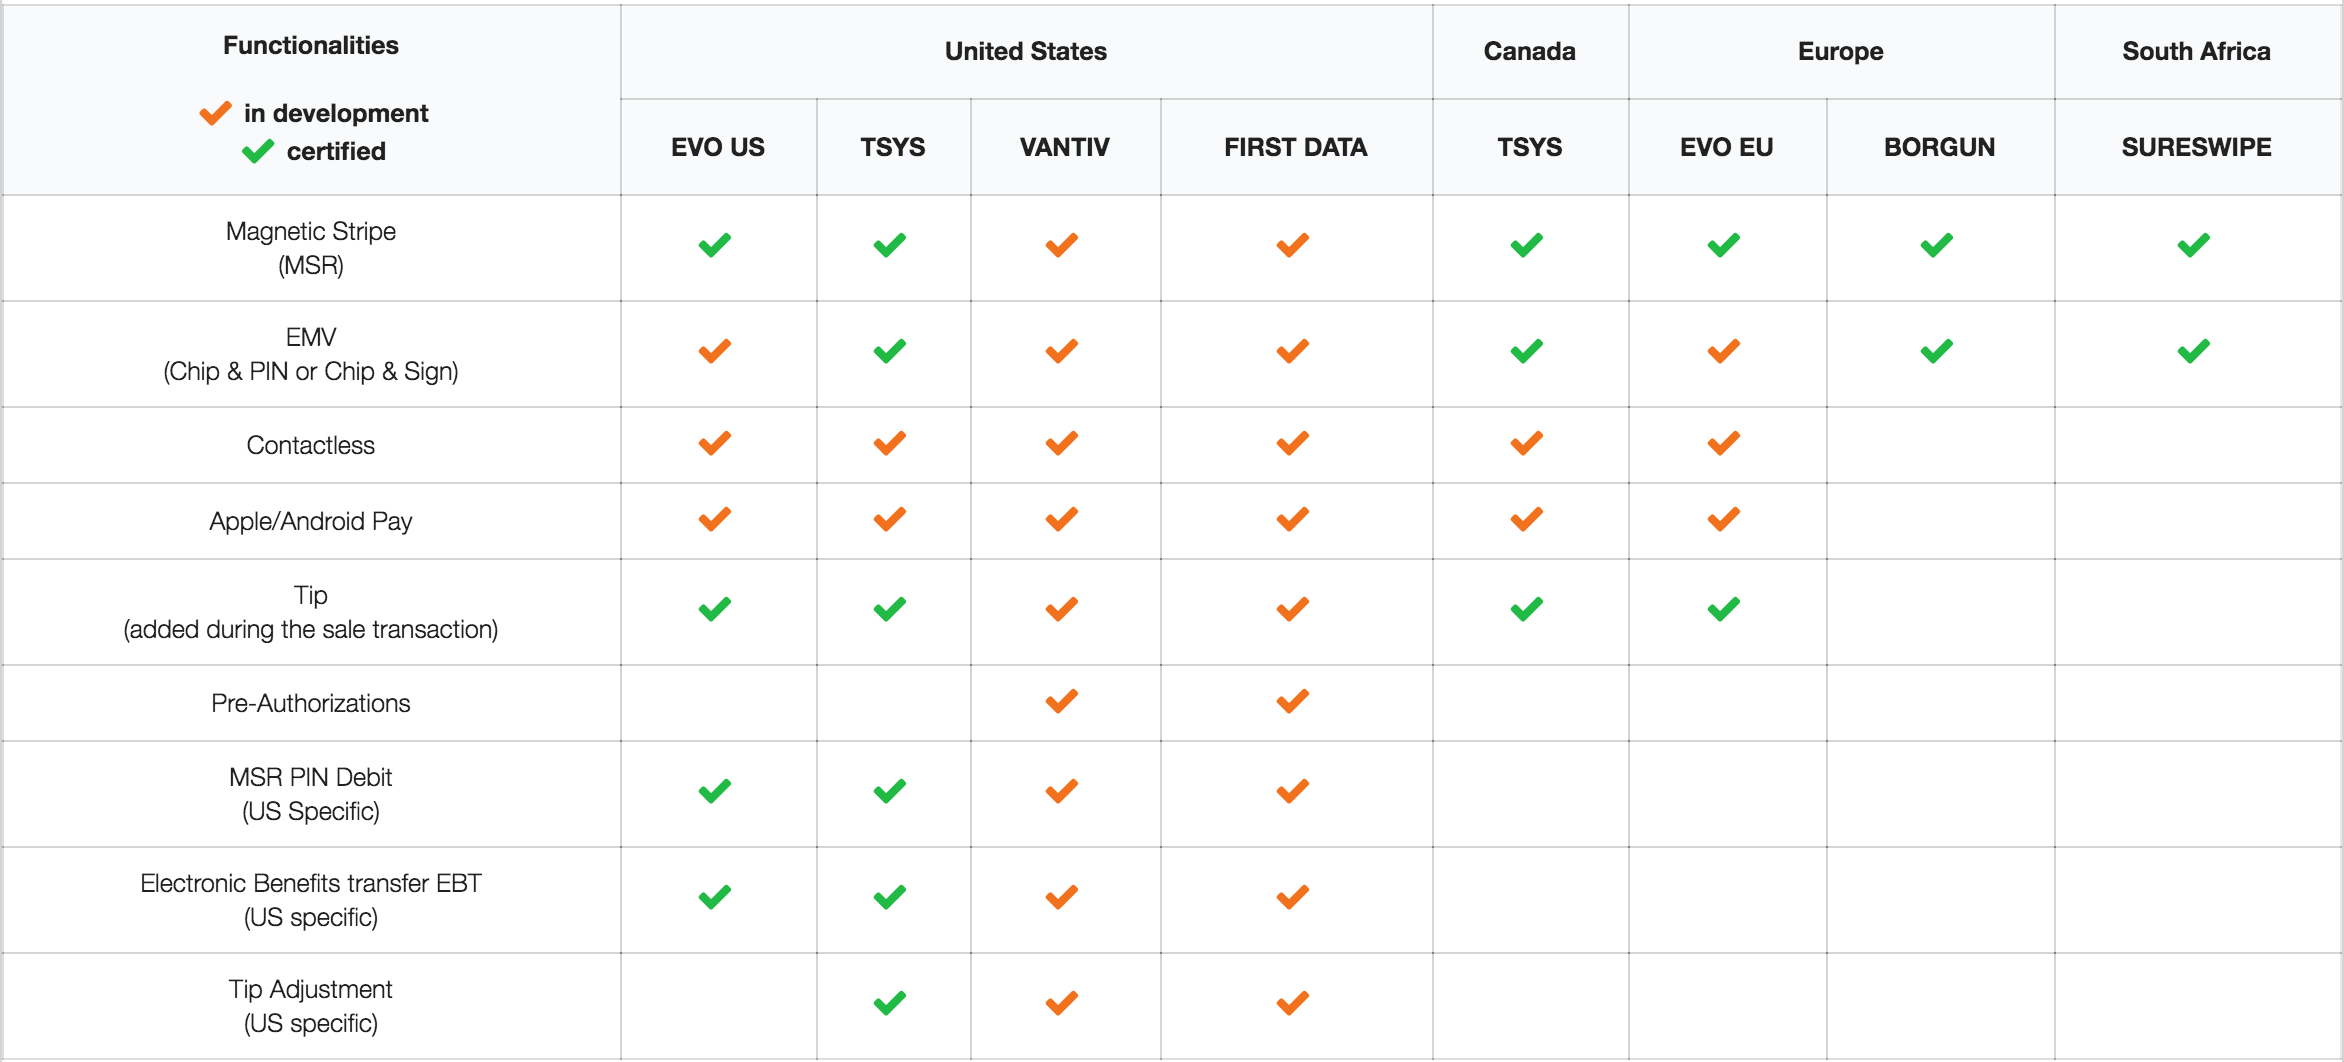 Functionalities
in development
certified
United States
Canada
Europe
South Africa
EVO US
TSYS
VANTIV
FIRST DATA
TSYS
EVO EU
BORGUN
SURESWIPE
Magnetic Stripe
(MSR)
EMV
(Chip & PIN or Chip & Sign)
Contactless
Apple/Android Pay
Tip
(added during the sale transaction)
Pre-Authorizations
MSR PIN Debit
(US Specific)
Electronic Benefits transfer EBT
(US specific)
Tip Adjustment
(US specific)